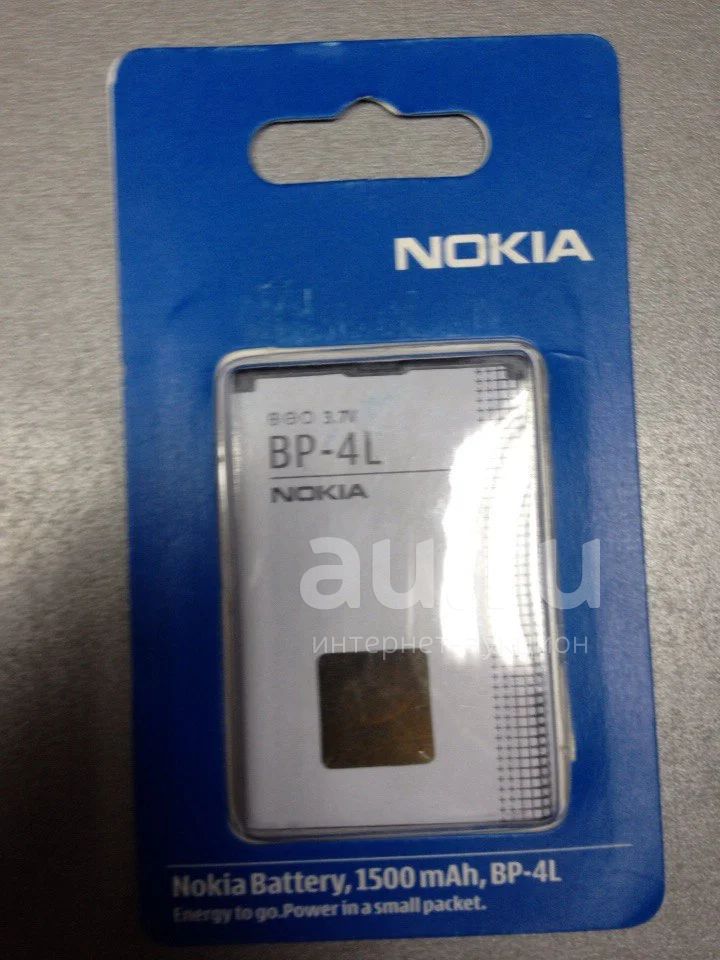 NOKIA
3.7V
BP-4L
NOKIA
au.ru
интернет-аукцион
Nokia Battery, 1500 mAh, BP-4L
Energy to go. Power in a small packet.